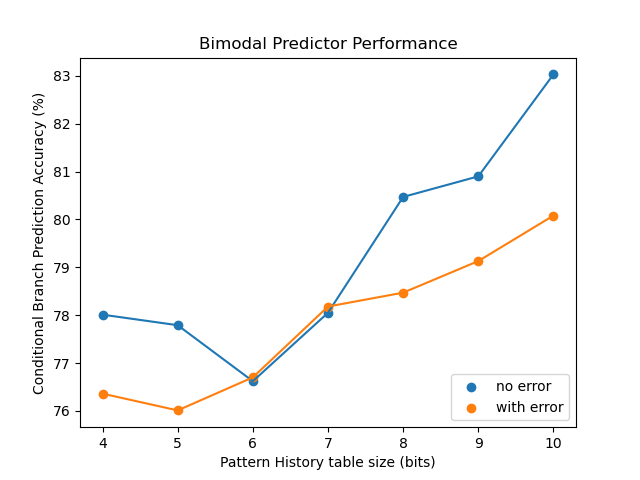 Bimodal Predictor Performance
Conditional Branch Prediction Accuracy (%)
83
82
81
80
79
78
77
76
4 5 6 7 8 9 10
Pattern History table size (bits)
no error
with error